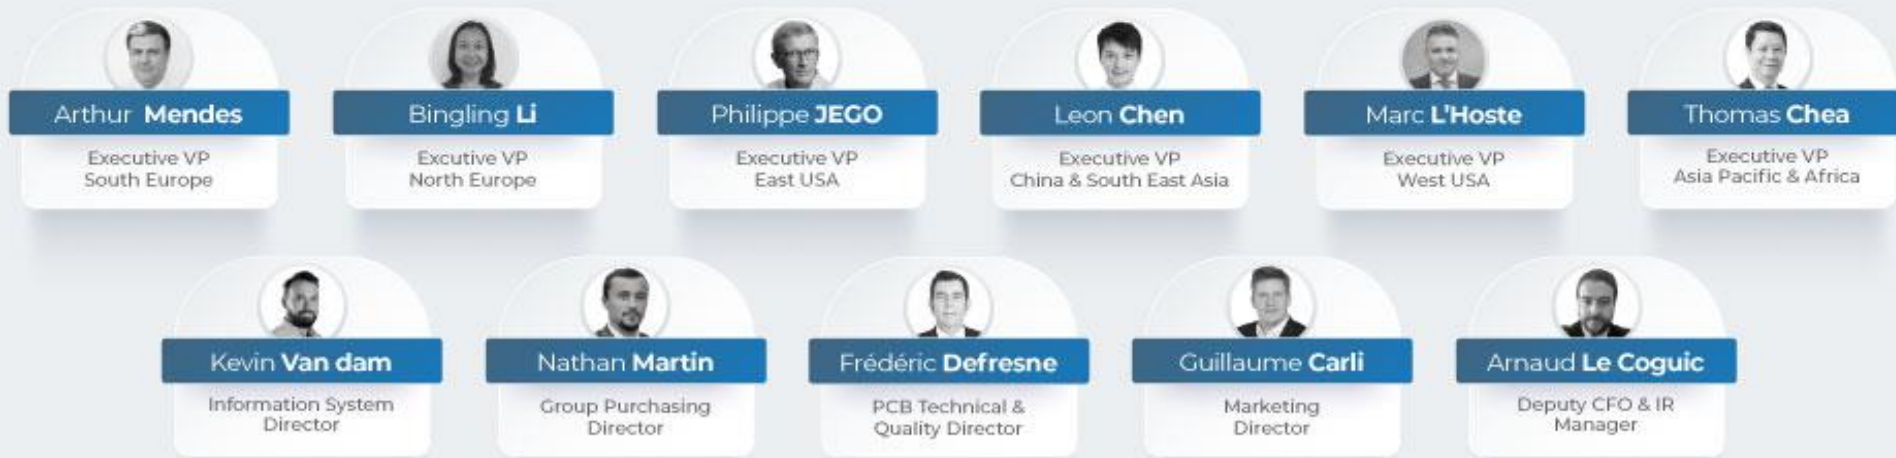 Arthur Mendes
Executive VP
South Europe
Bingling Li
Excutive VP
North Europe
Philippe JEGO
Executive VP
East USA
Leon Chen
Executive VP
China & South East Asia
Marc L'Hoste
Executive VP
West USA
Thomas Chea
Executive VP
Asia Pacific & Africa
Kevin Van dam
Information System
Director
Nathan Martin
Group Purchasing
Director
Frédéric Defresne
PCB Technical &
Quality Director
Guillaume Carli
Marketing
Director
Arnaud Le Coguic
Deputy CFO & IR
Manager